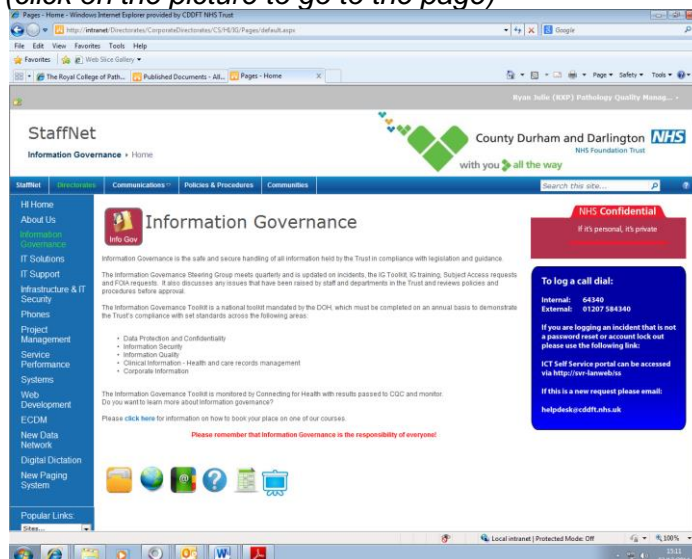 (click on the picture to go to the page)
Pages - Home - Windows Internet Explorer provided by CDDFT NHS Trust
http://intranet/Directorates/CorporateDirectorates/CS/HI/IG/Pages/default.aspx
Google
File Edit View Favorites Tools Help
Favorites Web Slice Gallery
The Royal College of Path... Published Documents - All... Pages - Home X
Page Safety Tools
Ryan Julie (RXP) Pathology Quality Manag...
StaffNet
Information Governance Home
County Durham and Darlington NHS
NHS Foundation Trust
with you all the way
StaffNet Directorates Communications Policies & Procedures Communities
Search this site...
HI Home
About Us
Information Governance
IT Solutions
IT Support
Infrastructure & IT Security
Phones
Project Management
Service Performance
Systems
Web Development
ECDM
New Data Network
Digital Dictation
New Paging System
Popular Links:
Sites...
Info Gov
Information Governance
Information Governance is the safe and secure handling of all information held by the Trust in compliance with legislation and guidance.
The Information Governance Steering Group meets quarterly and is updated on incidents, the IG Toolkit, IG training, Subject Access requests
and FOIA requests. It also discusses any issues that have been raised by staff and departments in the Trust and reviews policies and
procedures before approval.
The Information Governance Toolkit is a national toolkit mandated by the DOH, which must be completed on an annual basis to demonstrate
the Trust's compliance with set standards across the following areas:
• Data Protection and Confidentiality
• Information Security
• Information Quality
• Clinical Information - Health and care records management
• Corporate Information
The Information Governance Toolkit is monitored by Connecting for Health with results passed to CQC and monitor.
Do you want to learn more about information governance?
Please click here for information on how to book your place on one of our courses.
Please remember that Information Governance is the responsibility of everyone!
NHS Confidential
If it's personal, it's private
To log a call dial:
Internal: 64340
External: 01207 584340
If you are logging an incident that is not
a password reset or account lock out
please use the following link:
ICT Self Service portal can be accessed
via http://svr-lanweb/ss
If this is a new request please email:
helpdesk@cddft.nhs.uk
Local intranet | Protected Mode: Off
100%
15:11